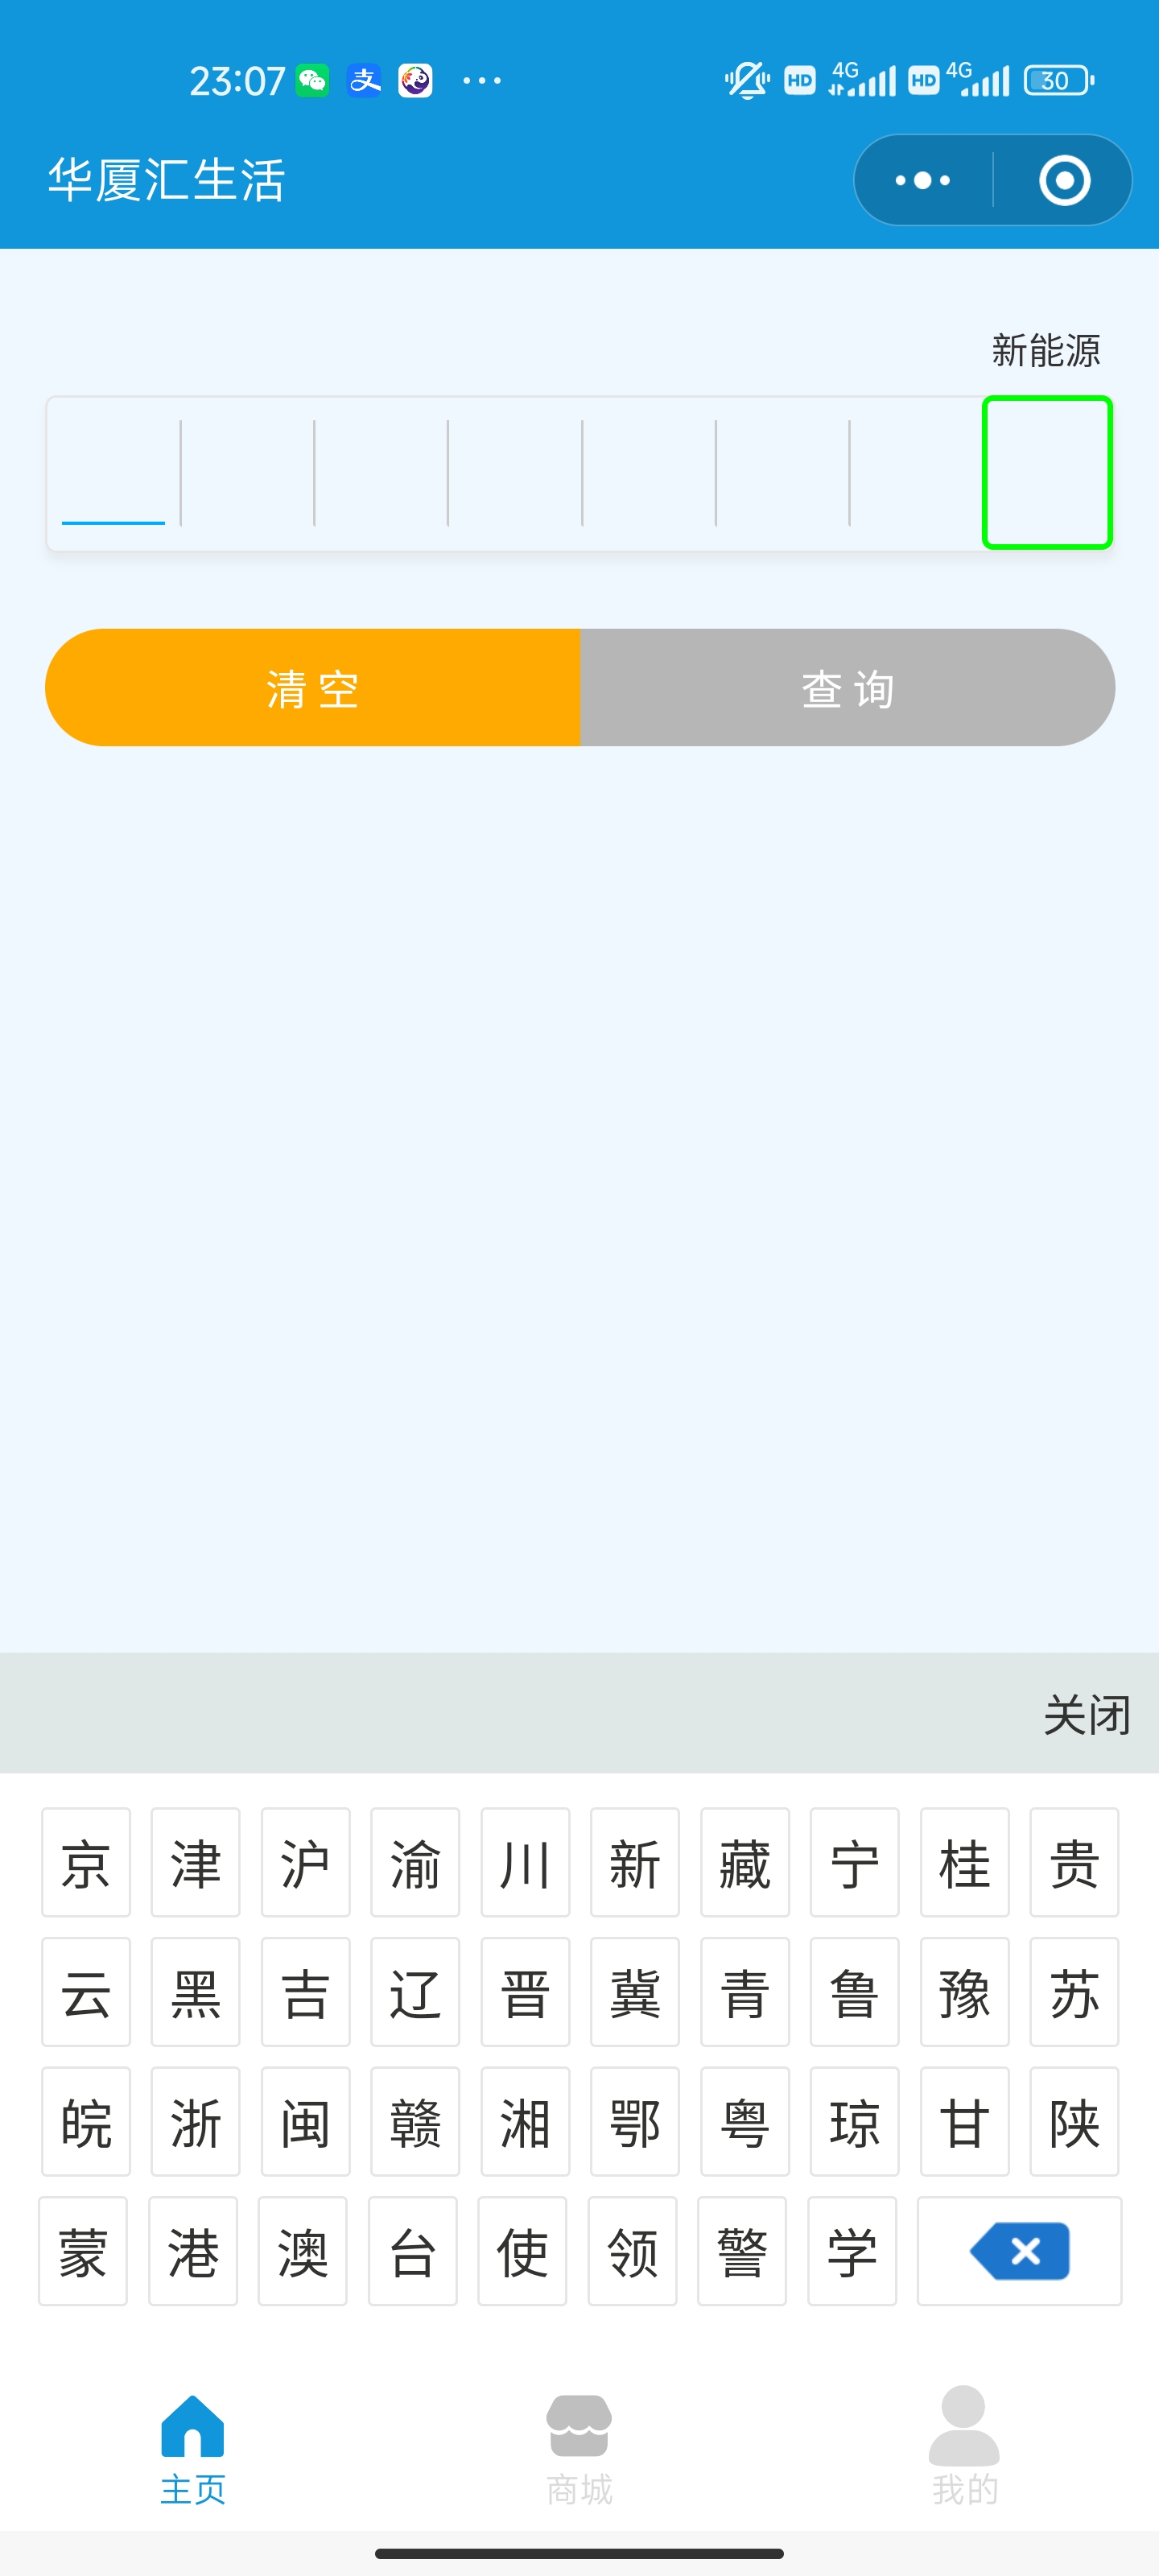 23:07 支 ··· HD 4G HD 4G 30
华厦汇生活
新能源
清空 查询
关闭
京 津 沪 渝 川 新 藏 宁 桂 贵
云 黑 吉 辽 晋 冀 青 鲁 豫 苏
皖 浙 闽 赣 湘 鄂 粤 琼 甘 陕
蒙 港 澳 台 使 领 警 学
主页 商城 我的